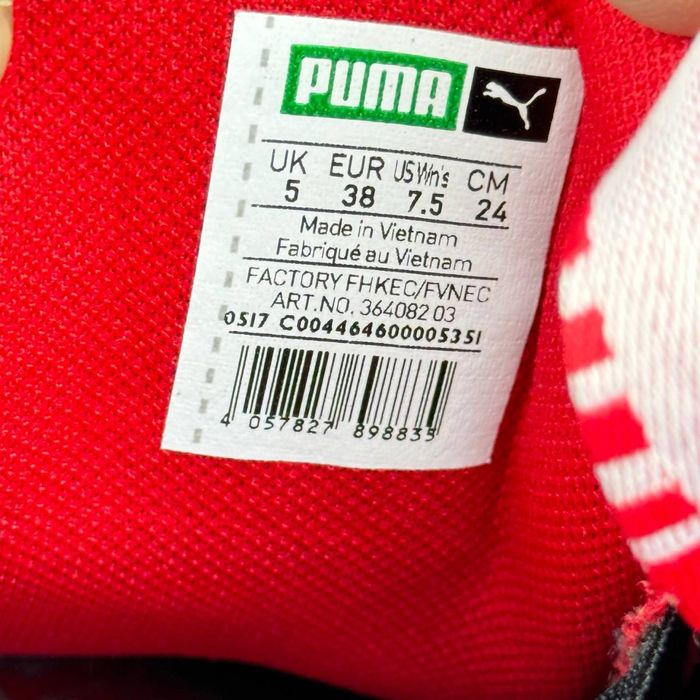 PUMA
UK EUR US Wn's CM
5 38 7.5 24
Made in Vietnam
Fabriqué au Vietnam
FACTORY FHKEC/FVNEC
ART.NO. 364082 03
0517 C004464600005351
4 057827 898835